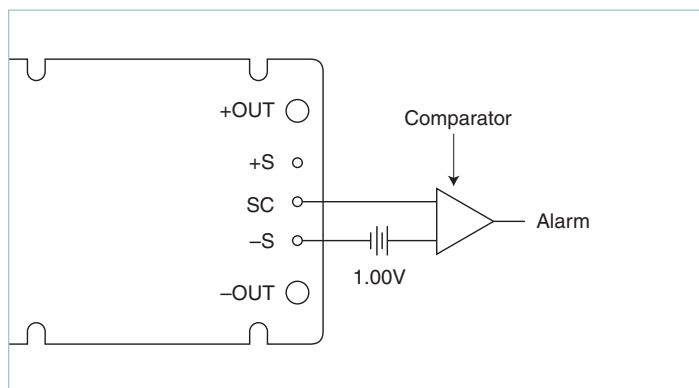 +OUT
Comparator
+S
SC
Alarm
–S
1.00V
–OUT